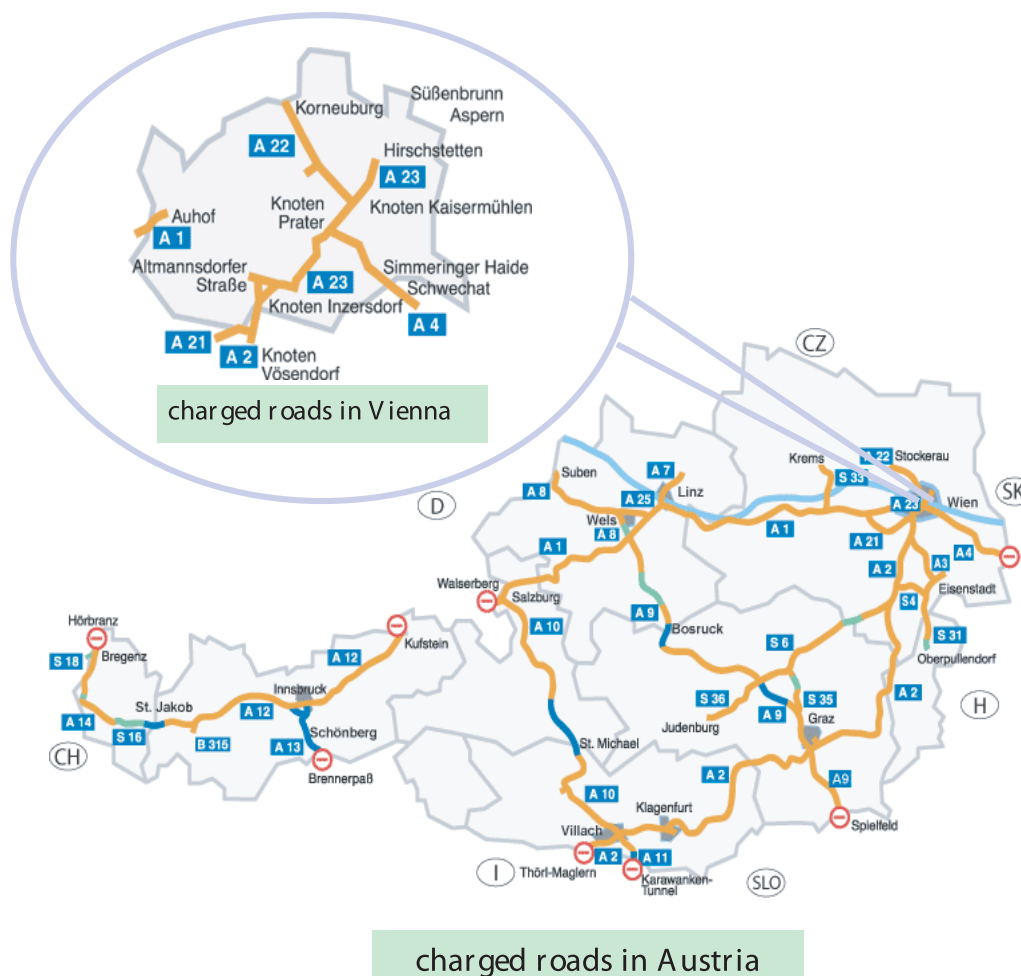 Korneuburg
Süßenbrunn
Aspern
A 22
Hirschstetten
A 23
Knoten
Prater
Knoten Kaisermühlen
Auhof
A 1
Altmannsdorfer
Straße
A 23
Simmeringer Haide
Schwechat
Knoten Inzersdorf
A 4
A 21
A 2
Knoten
Vösendorf
charged roads in Vienna
CZ
Krems
A 22
Stockerau
Suben
A 7
S 33
A 8
A 25
Linz
D
SK
A 23
Wien
Wels
A 8
A 1
A 1
A 21
A 2
A 3
A 4
Walserberg
Salzburg
Eisenstadt
S4
A 9
A 10
Bosruck
S 6
S 31
Oberpullendorf
Hörbranz
S 18
Bregenz
A 12
Kufstein
Innsbruck
St. Jakob
A 12
A 14
S 16
B 315
A 13
Schönberg
Brennerpaß
CH
S 36
Judenburg
A 9
S 35
Graz
A 2
H
St. Michael
A 2
A9
A 10
Klagenfurt
Spielfeld
Villach
A 2
A 11
I
Thörl-Maglern
Karawanken-
Tunnel
SLO
charged roads in Austria